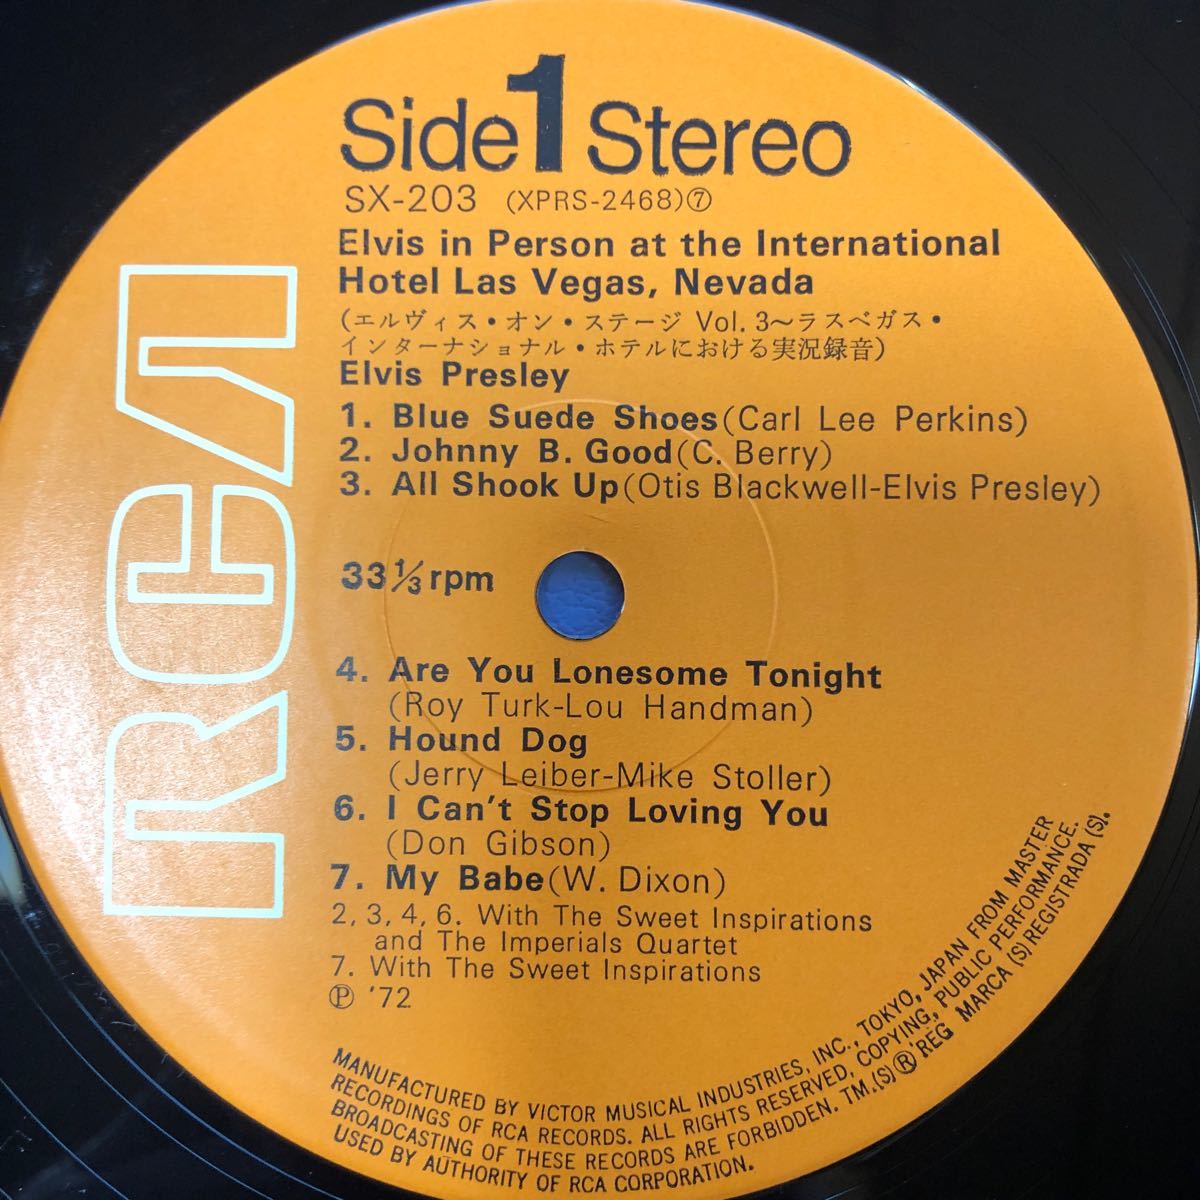 RCA
Side 1 Stereo
SX-203 (XPRS-2468)⑦
Elvis in Person at the International
Hotel Las Vegas, Nevada
(エルヴィス・オン・ステージ Vol. 3〜ラスベガス・
インターナショナル・ホテルにおける実況録音)
Elvis Presley
1. Blue Suede Shoes(Carl Lee Perkins)
2. Johnny B. Good(C. Berry)
3. All Shook Up(Otis Blackwell-Elvis Presley)
33 1/3 rpm
4. Are You Lonesome Tonight
(Roy Turk-Lou Handman)
5. Hound Dog
(Jerry Leiber-Mike Stoller)
6. I Can't Stop Loving You
(Don Gibson)
7. My Babe(W. Dixon)
2, 3, 4, 6. With The Sweet Inspirations
and The Imperials Quartet
7. With The Sweet Inspirations
Ⓟ '72
MANUFACTURED BY VICTOR MUSICAL INDUSTRIES, INC., TOKYO, JAPAN FROM MASTER
RECORDINGS OF RCA RECORDS. ALL RIGHTS RESERVED, COPYING, PUBLIC PERFORMANCE.
BROADCASTING OF THESE RECORDS ARE FORBIDDEN. TM.(S)® REG MARCA (S) REGISTRADA (S).
USED BY AUTHORITY OF RCA CORPORATION.